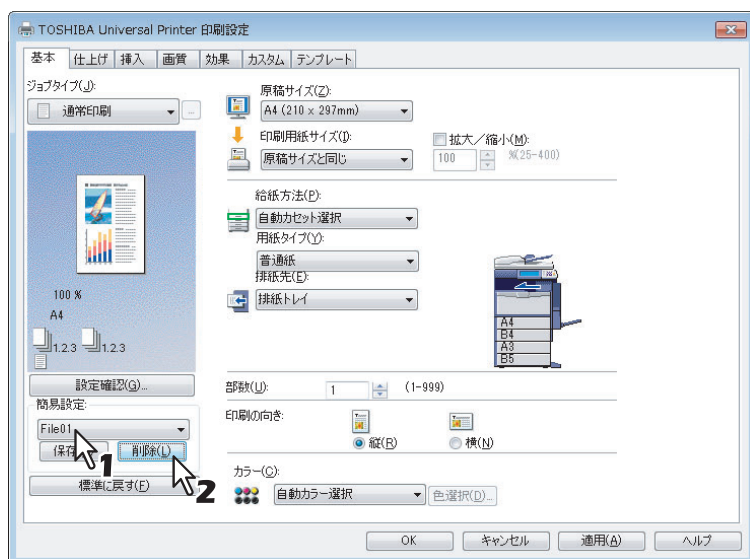 TOSHIBA Universal Printer 印刷設定
基本 仕上げ 挿入 画質 効果 カスタム テンプレート
ジョブタイプ(J):
通常印刷
...
100 %
A4
1.2.3 1.2.3
設定確認(G)...
簡易設定:
File01
保存
削除(L)
1
2
標準に戻す(F)
原稿サイズ(Z):
A4 (210 x 297mm)
印刷用紙サイズ(I):
原稿サイズと同じ
拡大/縮小(M):
100 %(25-400)
給紙方法(P):
自動カセット選択
用紙タイプ(Y):
普通紙
排紙先(E):
排紙トレイ
A4
B4
A3
B5
部数(U): 1 (1-999)
印刷の向き:
縦(R) 横(N)
カラー(C):
自動カラー選択 色選択(D)...
OK キャンセル 適用(A) ヘルプ